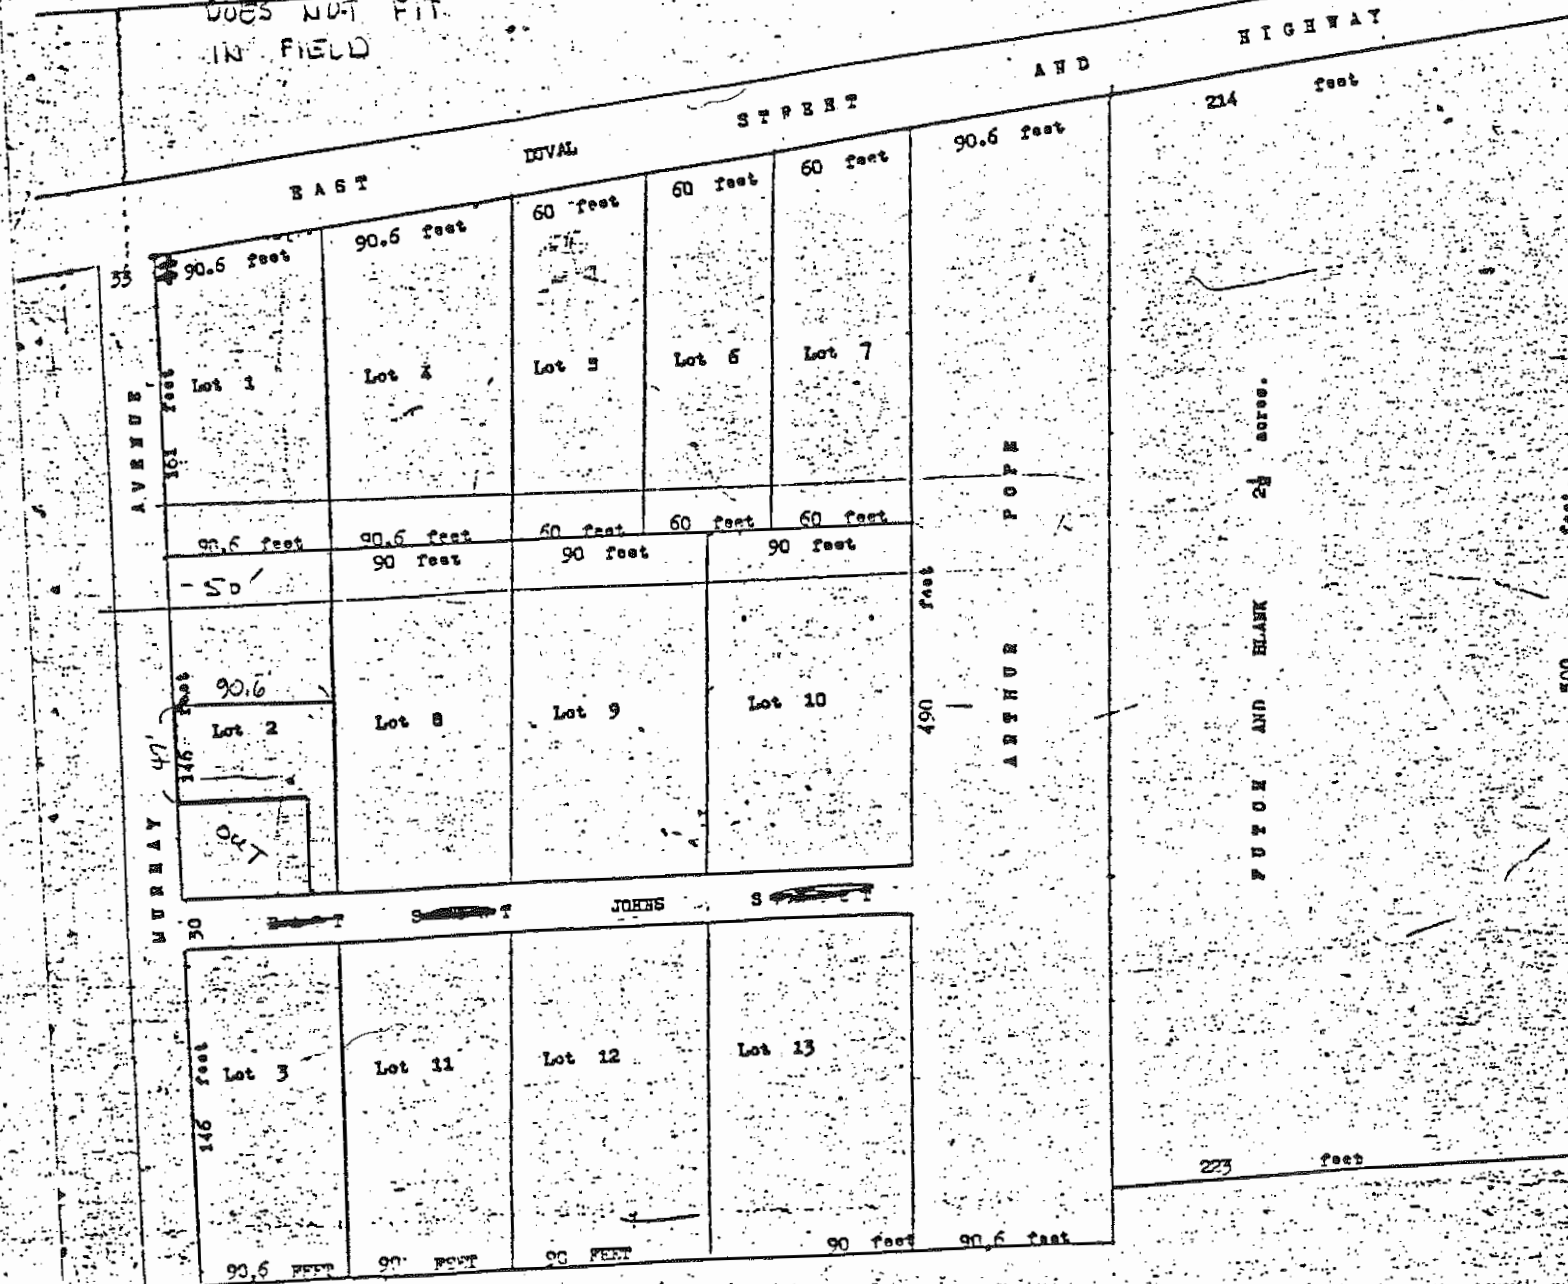 DOES NOT FIT
IN FIELD
EAST DUVAL STREET AND HIGHWAY
33
90.6 feet
90.6 feet
60 feet
60 feet
60 feet
90.6 feet
214 feet
Lot 1
Lot 4
Lot 5
Lot 6
Lot 7
161 feet
MURRAY AVENUE
90.6 feet
90.6 feet
60 feet
60 feet
60 feet
90 feet
90 feet
90 feet
50'
90.6
146 feet
47'
Lot 2
Lot 8
Lot 9
Lot 10
OUT
490 feet
ARTHUR POPE
FUTCH AND BLANK 2½ acres.
500 feet
30
JOHNS
Lot 3
Lot 11
Lot 12
Lot 13
146 feet
90.6 FEET
90 FEET
90 FEET
90 feet
90.6 feet
223 feet